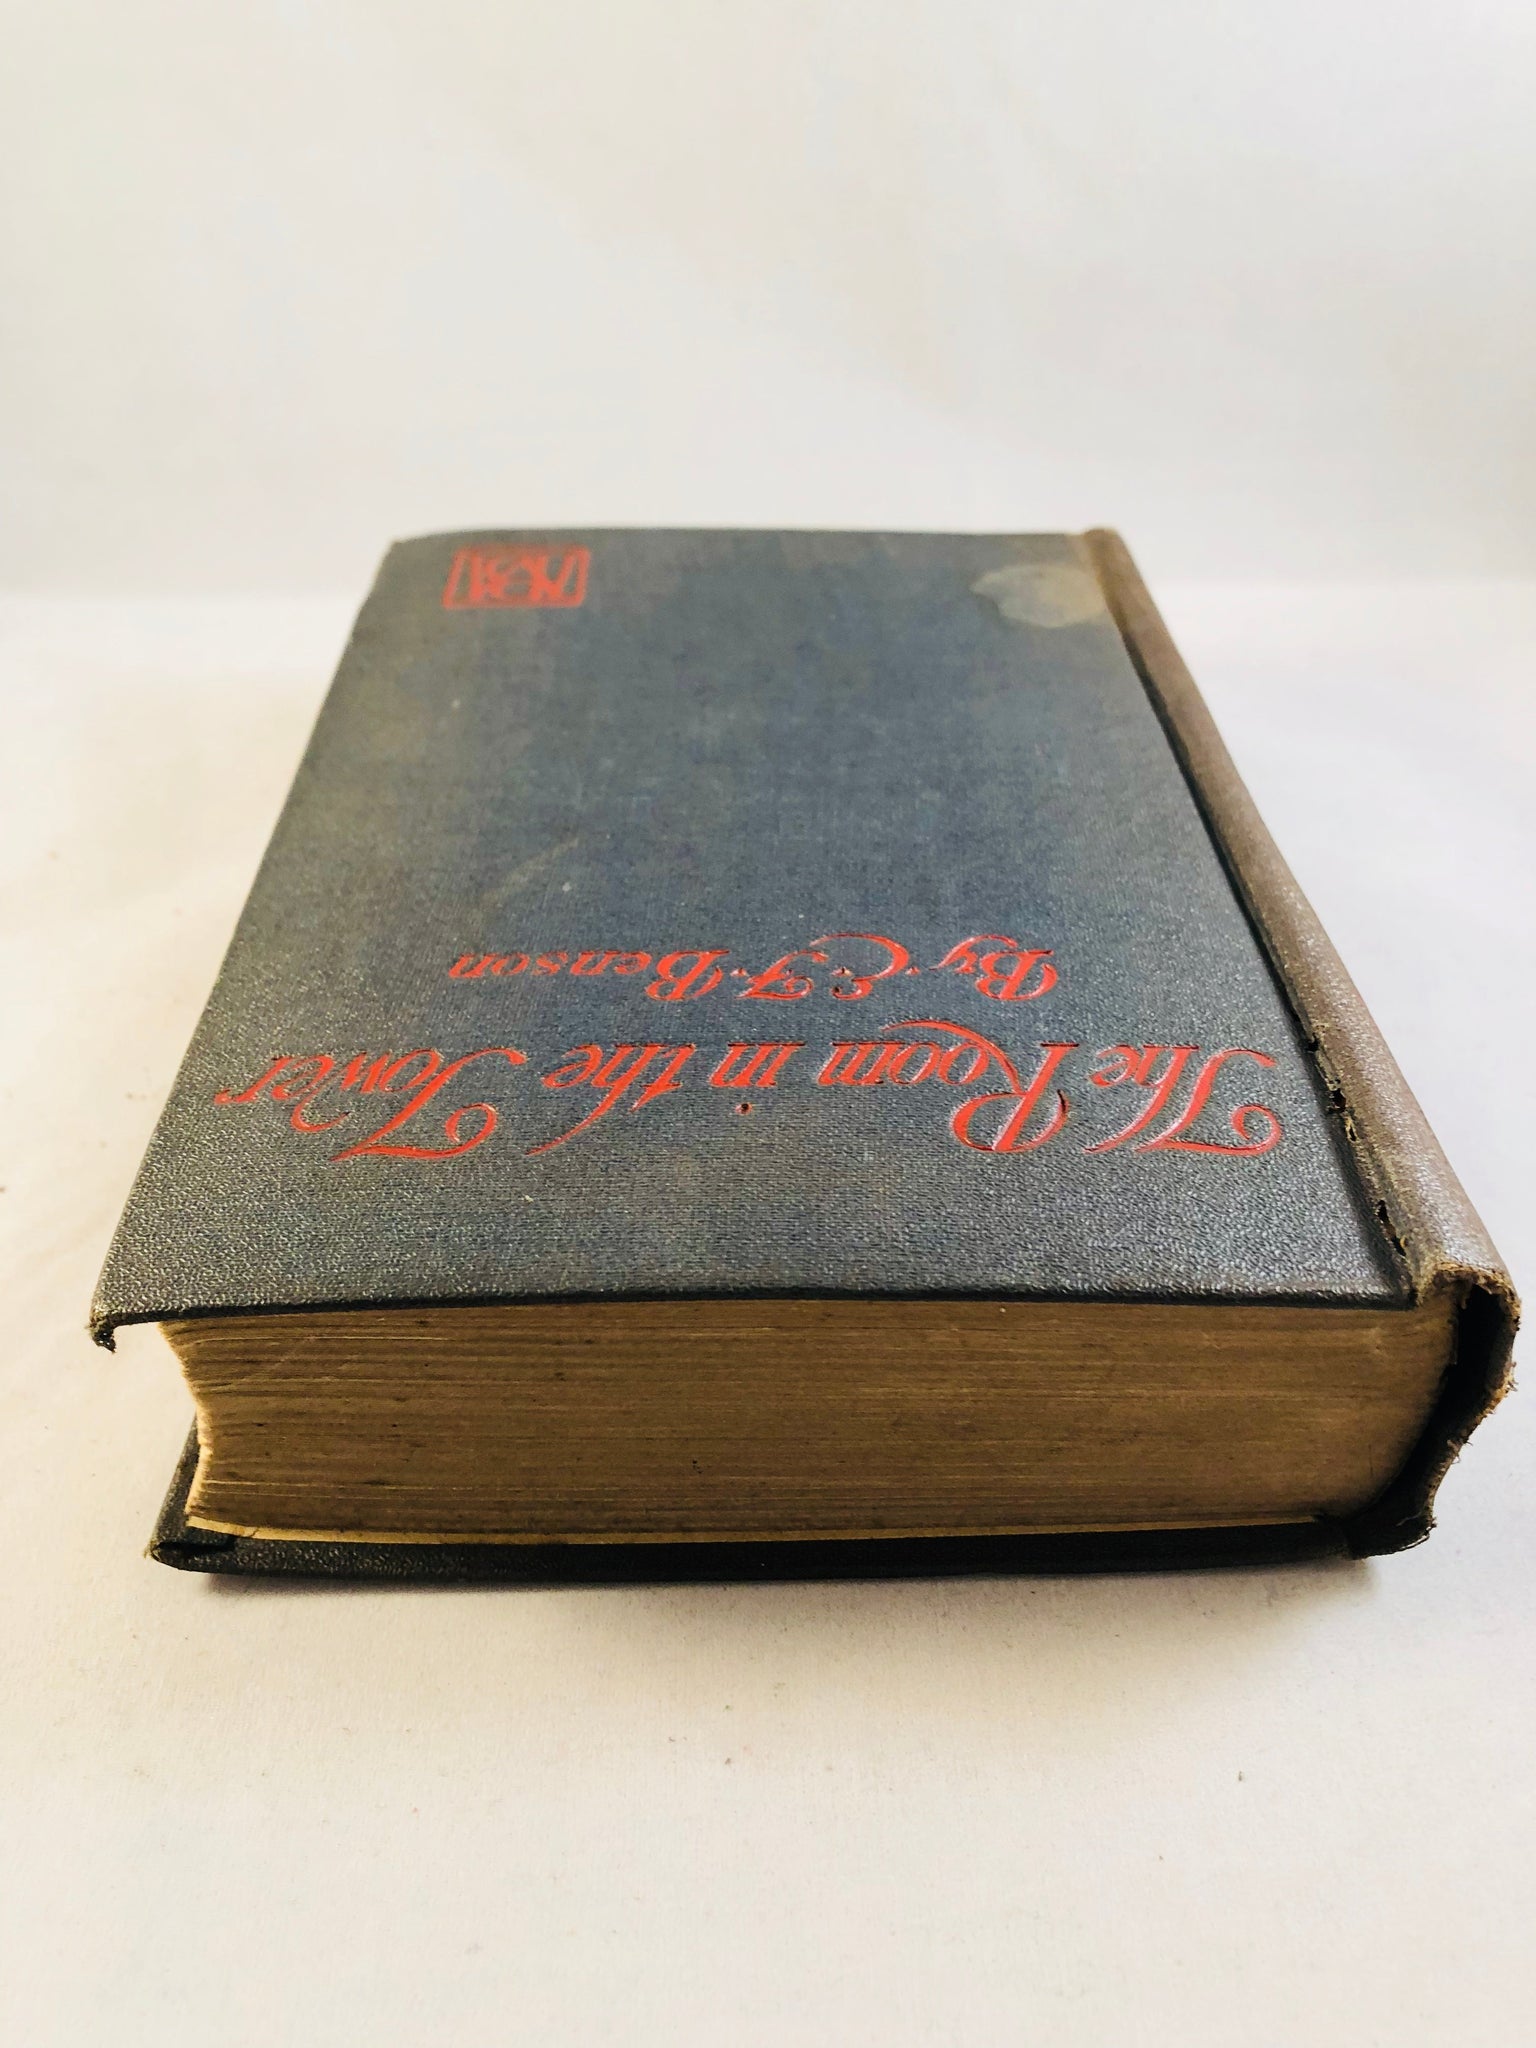 The Room in the Tower
By E. F. Benson